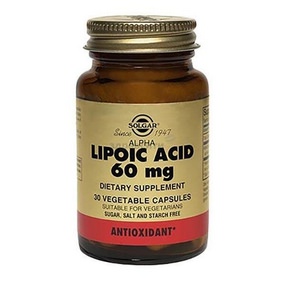 SOLGAR
Since 1947
ALPHA
LIPOIC ACID
60 mg
DIETARY SUPPLEMENT
30 VEGETABLE CAPSULES
SUITABLE FOR VEGETARIANS
SUGAR, SALT AND STARCH FREE
ANTIOXIDANT*